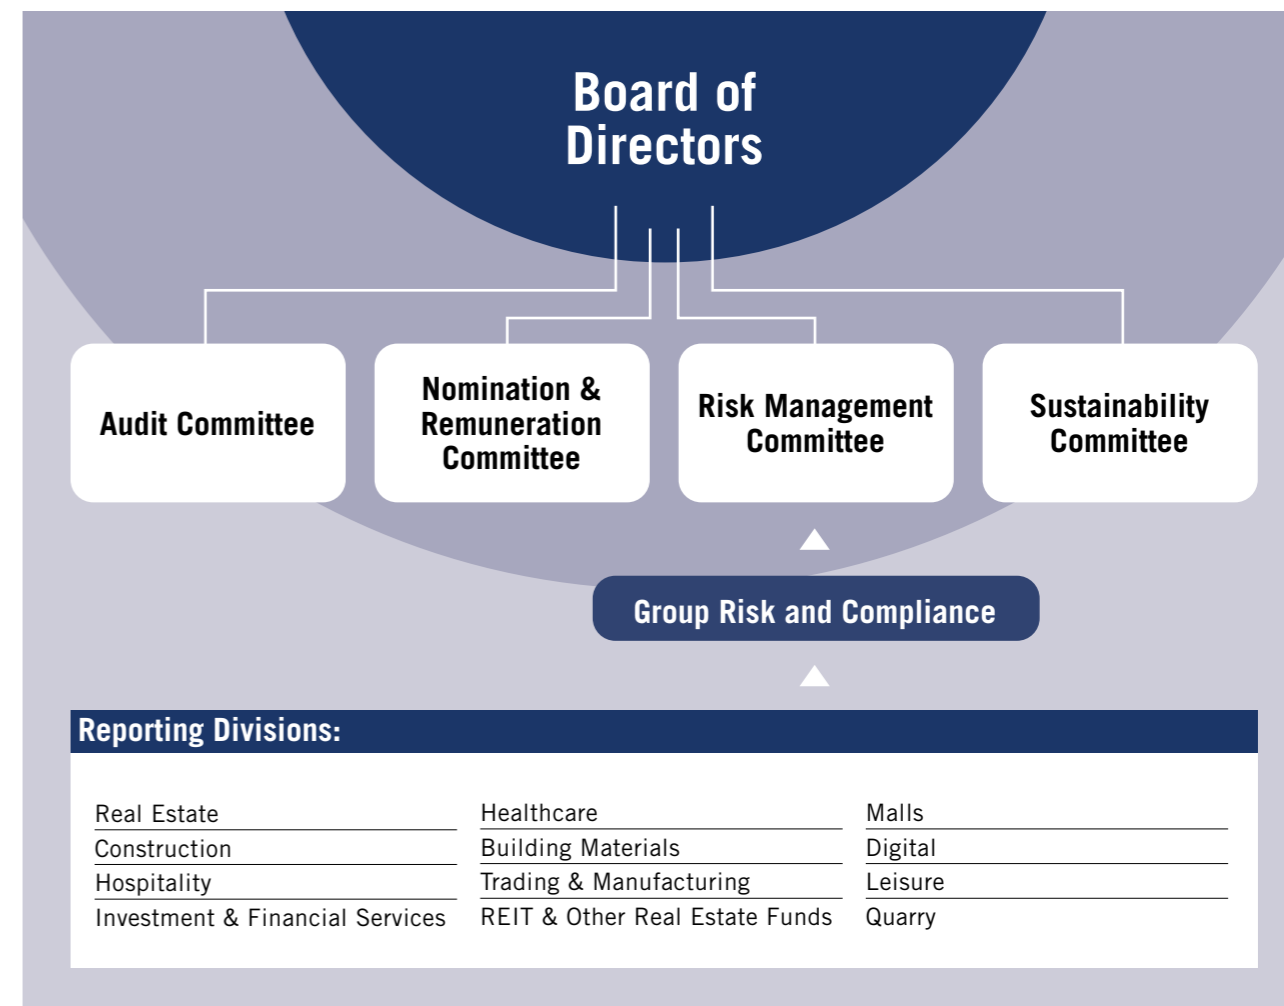 Board of
Directors
Audit Committee
Nomination &
Remuneration
Committee
Risk Management
Committee
Sustainability
Committee
Group Risk and Compliance
Reporting Divisions:
Real Estate
Construction
Hospitality
Investment & Financial Services
Healthcare
Building Materials
Trading & Manufacturing
REIT & Other Real Estate Funds
Malls
Digital
Leisure
Quarry